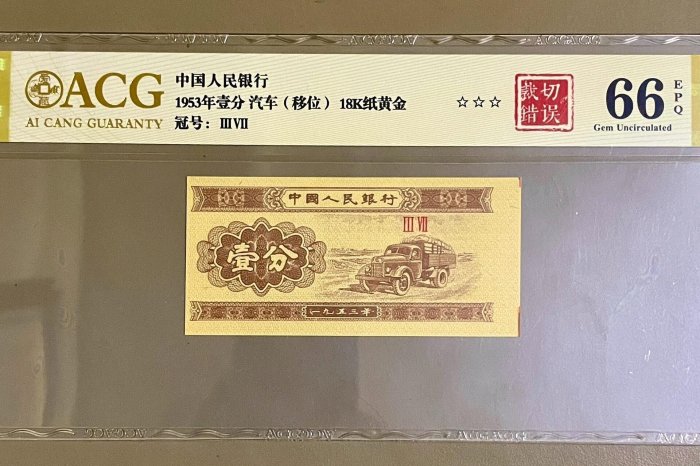 ACG
AI CANG GUARANTY
中国人民银行
1953年壹分 汽车（移位） 18K纸黄金
冠号：ⅢⅦ
☆☆☆
裁切
错误
66
EPQ
Gem Uncirculated
中國人民銀行
III VII
壹分
一九五三年